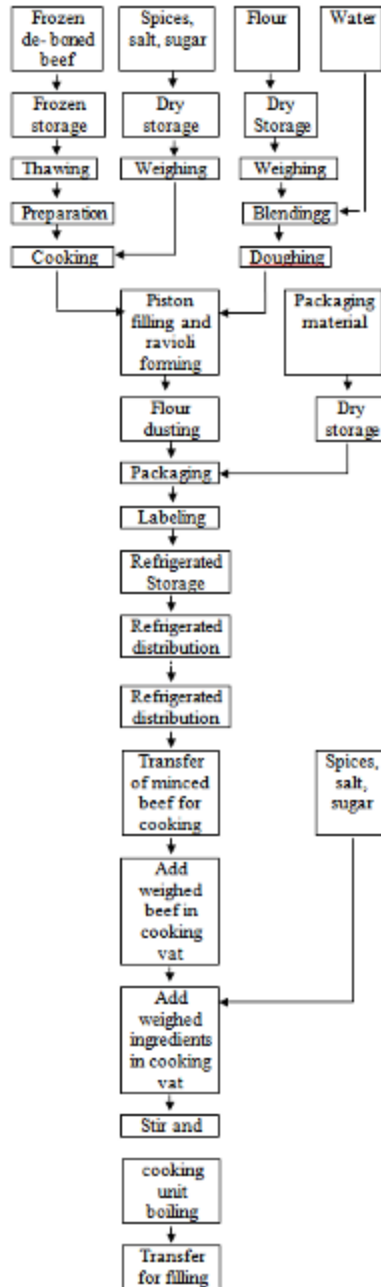 Frozen
de- boned
beef
Spices,
salt, sugar
Flour
Water
Frozen
storage
Dry
storage
Dry
Storage
Thawing
Weighing
Weighing
Preparation
Blendingg
Cooking
Doughing
Piston
filling and
ravioli
forming
Packaging
material
Flour
dusting
Dry
storage
Packaging
Labeling
Refrigerated
Storage
Refrigerated
distribution
Refrigerated
distribution
Transfer
of minced
beef for
cooking
Spices,
salt,
sugar
Add
weighed
beef in
cooking
vat
Add
weighed
ingredients
in cooking
vat
Stir and
cooking
unit
boiling
Transfer
for filling